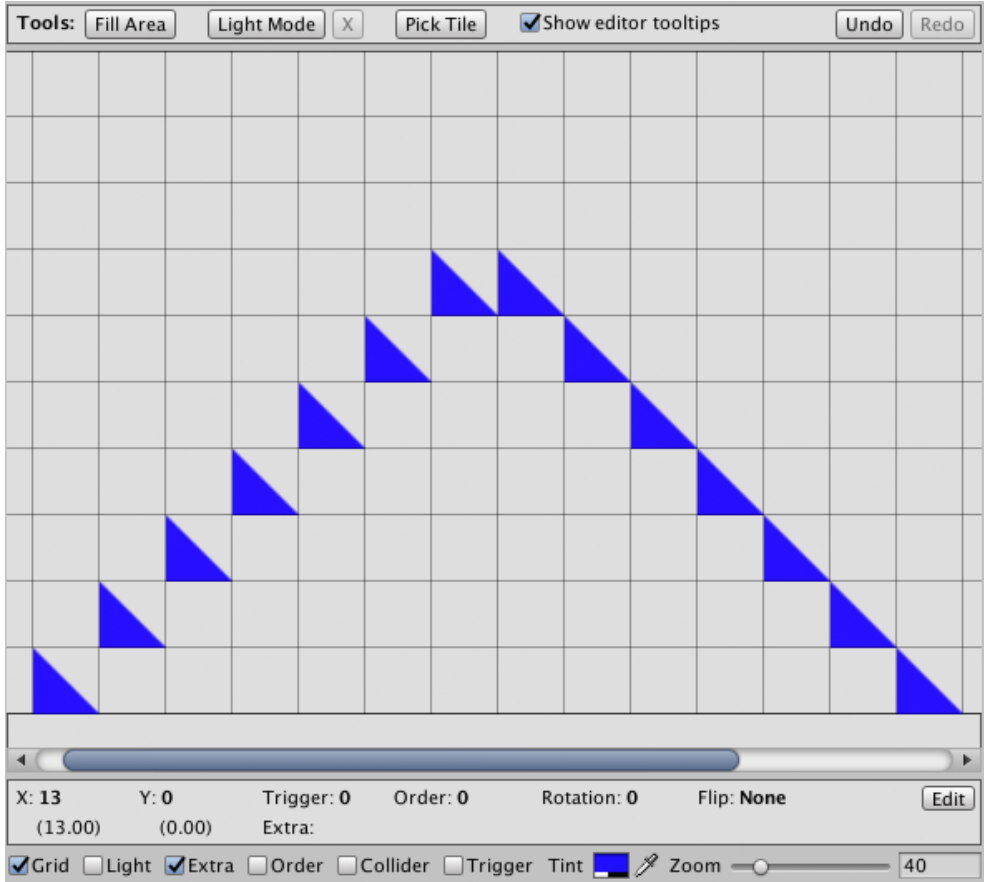 Tools: Fill Area Light Mode X Pick Tile Show editor tooltips Undo Redo
X: 13 Y: 0 Trigger: 0 Order: 0 Rotation: 0 Flip: None Edit
(13.00) (0.00) Extra:
Grid Light Extra Order Collider Trigger Tint Zoom 40